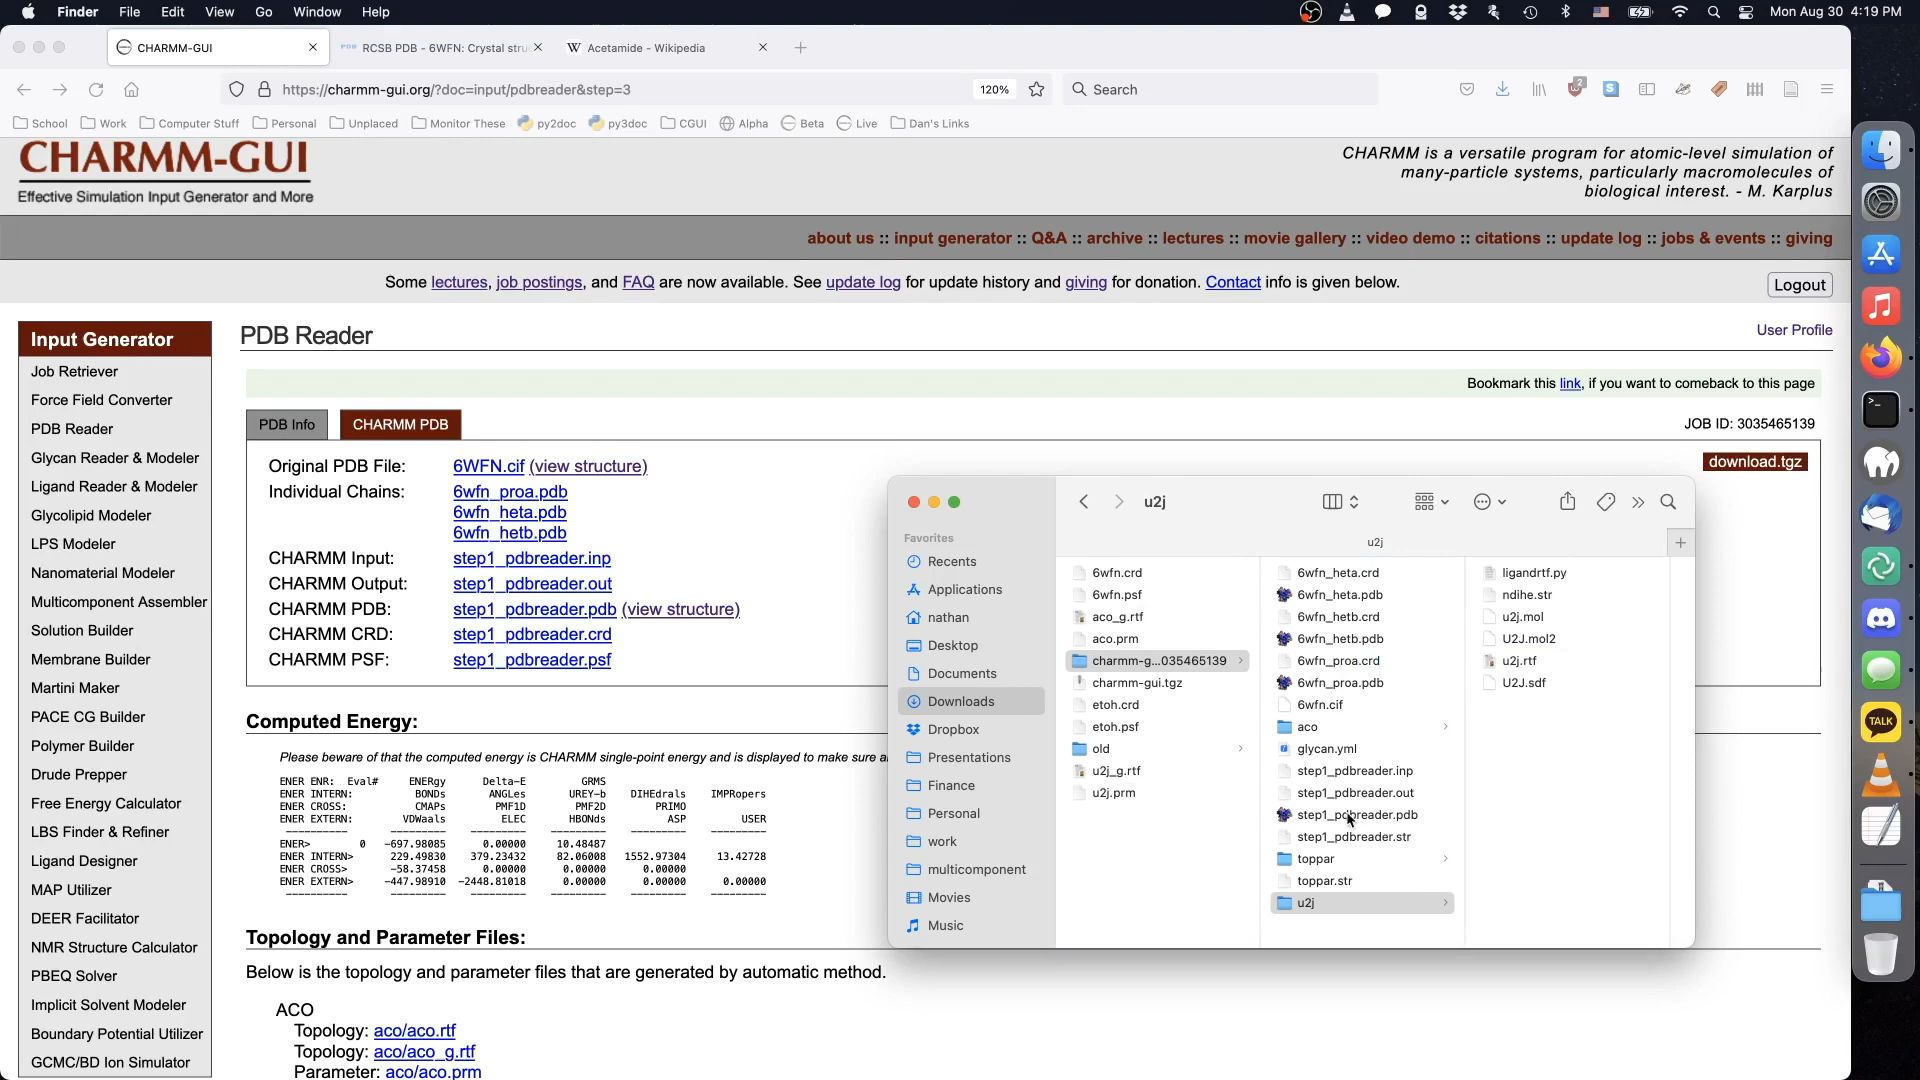 Finder File Edit View Go Window Help
Mon Aug 30 4:19 PM
CHARMM-GUI
RCSB PDB - 6WFN: Crystal stru
Acetamide - Wikipedia
https://charmm-gui.org/?doc=input/pdbreader&step=3
120%
Search
2
School Work Computer Stuff Personal Unplaced Monitor These py2doc py3doc CGUI Alpha Beta Live Dan's Links
CHARMM-GUI
Effective Simulation Input Generator and More
CHARMM is a versatile program for atomic-level simulation of
many-particle systems, particularly macromolecules of
biological interest. - M. Karplus
about us :: input generator :: Q&A :: archive :: lectures :: movie gallery :: video demo :: citations :: update log :: jobs & events :: giving
Some lectures, job postings, and FAQ are now available. See update log for update history and giving for donation. Contact info is given below.
Logout
Input Generator
Job Retriever
Force Field Converter
PDB Reader
Glycan Reader & Modeler
Ligand Reader & Modeler
Glycolipid Modeler
LPS Modeler
Nanomaterial Modeler
Multicomponent Assembler
Solution Builder
Membrane Builder
Martini Maker
PACE CG Builder
Polymer Builder
Drude Prepper
Free Energy Calculator
LBS Finder & Refiner
Ligand Designer
MAP Utilizer
DEER Facilitator
NMR Structure Calculator
PBEQ Solver
Implicit Solvent Modeler
Boundary Potential Utilizer
GCMC/BD Ion Simulator
PDB Reader
User Profile
Bookmark this link, if you want to comeback to this page
PDB Info
CHARMM PDB
JOB ID: 3035465139
download.tgz
Original PDB File: 6WFN.cif (view structure)
Individual Chains: 6wfn_proa.pdb
6wfn_heta.pdb
6wfn_hetb.pdb
CHARMM Input: step1_pdbreader.inp
CHARMM Output: step1_pdbreader.out
CHARMM PDB: step1_pdbreader.pdb (view structure)
CHARMM CRD: step1_pdbreader.crd
CHARMM PSF: step1_pdbreader.psf
Computed Energy:
Please beware of that the computed energy is CHARMM single-point energy and is displayed to make sure a
ENER ENR: Eval# ENERgy Delta-E GRMS
ENER INTERN: BONDs ANGLes UREY-b DIHEdrals IMPRopers
ENER CROSS: CMAPs PMF1D PMF2D PRIMO
ENER EXTERN: VDWaals ELEC HBONds ASP USER
---------- --------- --------- --------- --------- ---------
ENER> 0 -697.98085 0.00000 10.48487
ENER INTERN> 229.49830 379.23432 82.06008 1552.97304 13.42728
ENER CROSS> -58.37458 0.00000 0.00000 0.00000
ENER EXTERN> -447.98910 -2448.81018 0.00000 0.00000 0.00000
---------- --------- --------- --------- --------- ---------
Topology and Parameter Files:
Below is the topology and parameter files that are generated by automatic method.
ACO
Topology: aco/aco.rtf
Topology: aco/aco_g.rtf
Parameter: aco/aco.prm
u2j
u2j
Favorites
Recents
Applications
nathan
Desktop
Documents
Downloads
Dropbox
Presentations
Finance
Personal
work
multicomponent
Movies
Music
6wfn.crd
6wfn.psf
aco_g.rtf
aco.prm
charmm-g...035465139
charmm-gui.tgz
etoh.crd
etoh.psf
old
u2j_g.rtf
u2j.prm
6wfn_heta.crd
6wfn_heta.pdb
6wfn_hetb.crd
6wfn_hetb.pdb
6wfn_proa.crd
6wfn_proa.pdb
6wfn.cif
aco
glycan.yml
step1_pdbreader.inp
step1_pdbreader.out
step1_pdbreader.pdb
step1_pdbreader.str
toppar
toppar.str
u2j
ligandrtf.py
ndihe.str
u2j.mol
U2J.mol2
u2j.rtf
U2J.sdf
TALK